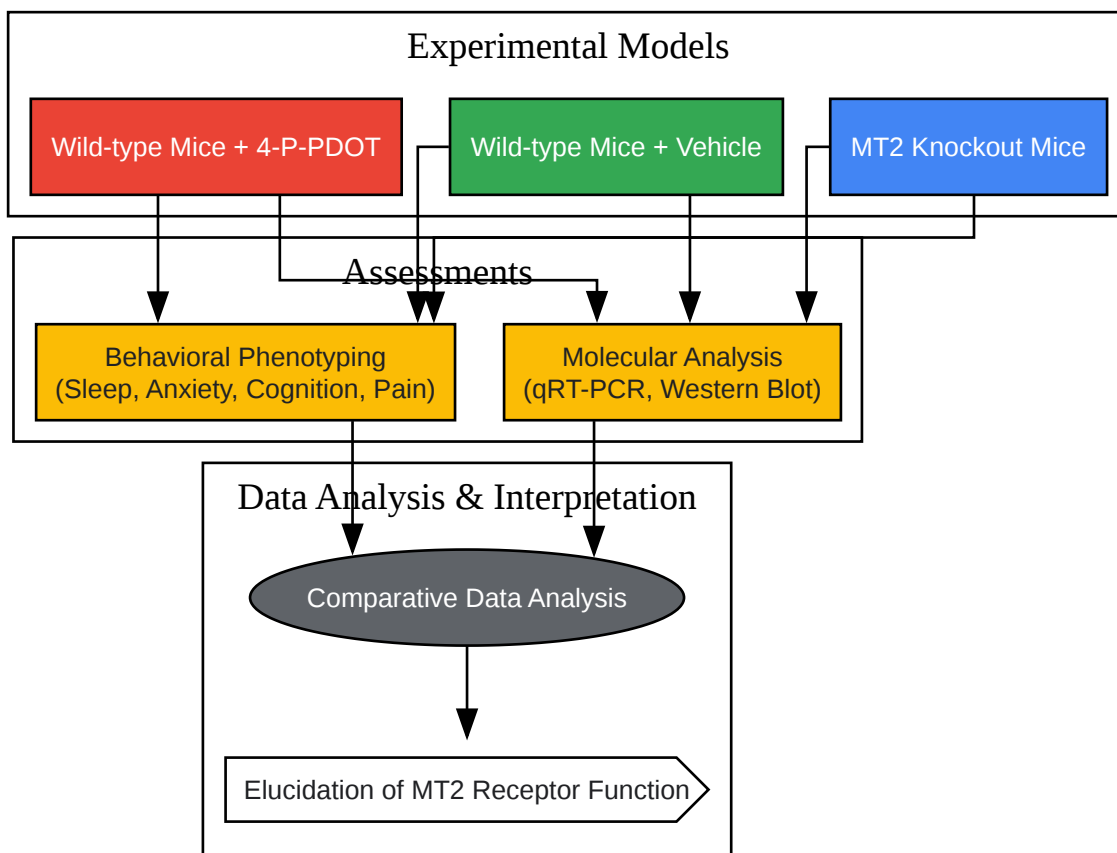 Experimental Models
Wild-type Mice + 4-P-PDOT
Wild-type Mice + Vehicle
MT2 Knockout Mice
Assessments
Behavioral Phenotyping
(Sleep, Anxiety, Cognition, Pain)
Molecular Analysis
(qRT-PCR, Western Blot)
Data Analysis & Interpretation
Comparative Data Analysis
Elucidation of MT2 Receptor Function